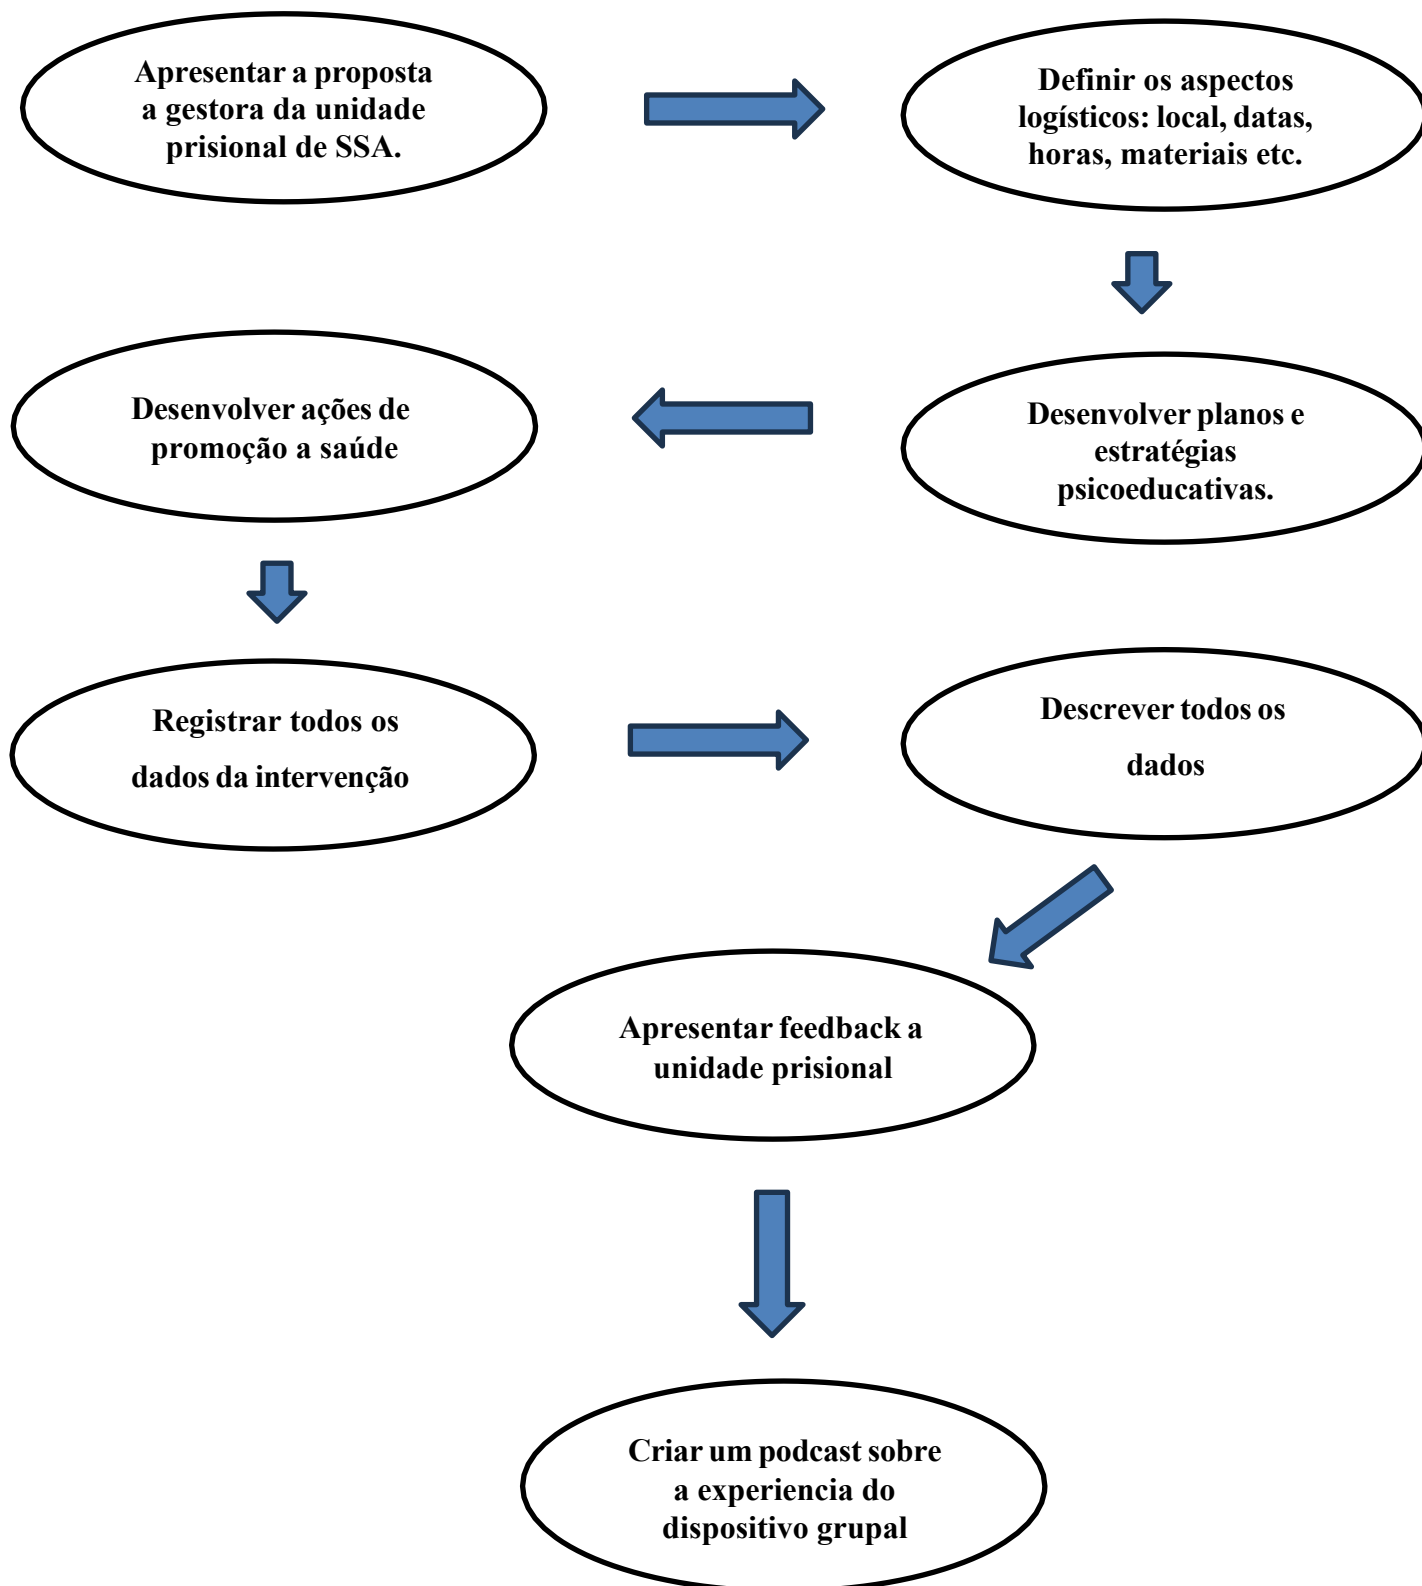 Apresentar a proposta
a gestora da unidade
prisional de SSA.
Definir os aspectos
logísticos: local, datas,
horas, materiais etc.
Desenvolver planos e
estratégias
psicoeducativas.
Desenvolver ações de
promoção a saúde
Registrar todos os
dados da intervenção
Descrever todos os
dados
Apresentar feedback a
unidade prisional
Criar um podcast sobre
a experiencia do
dispositivo grupal